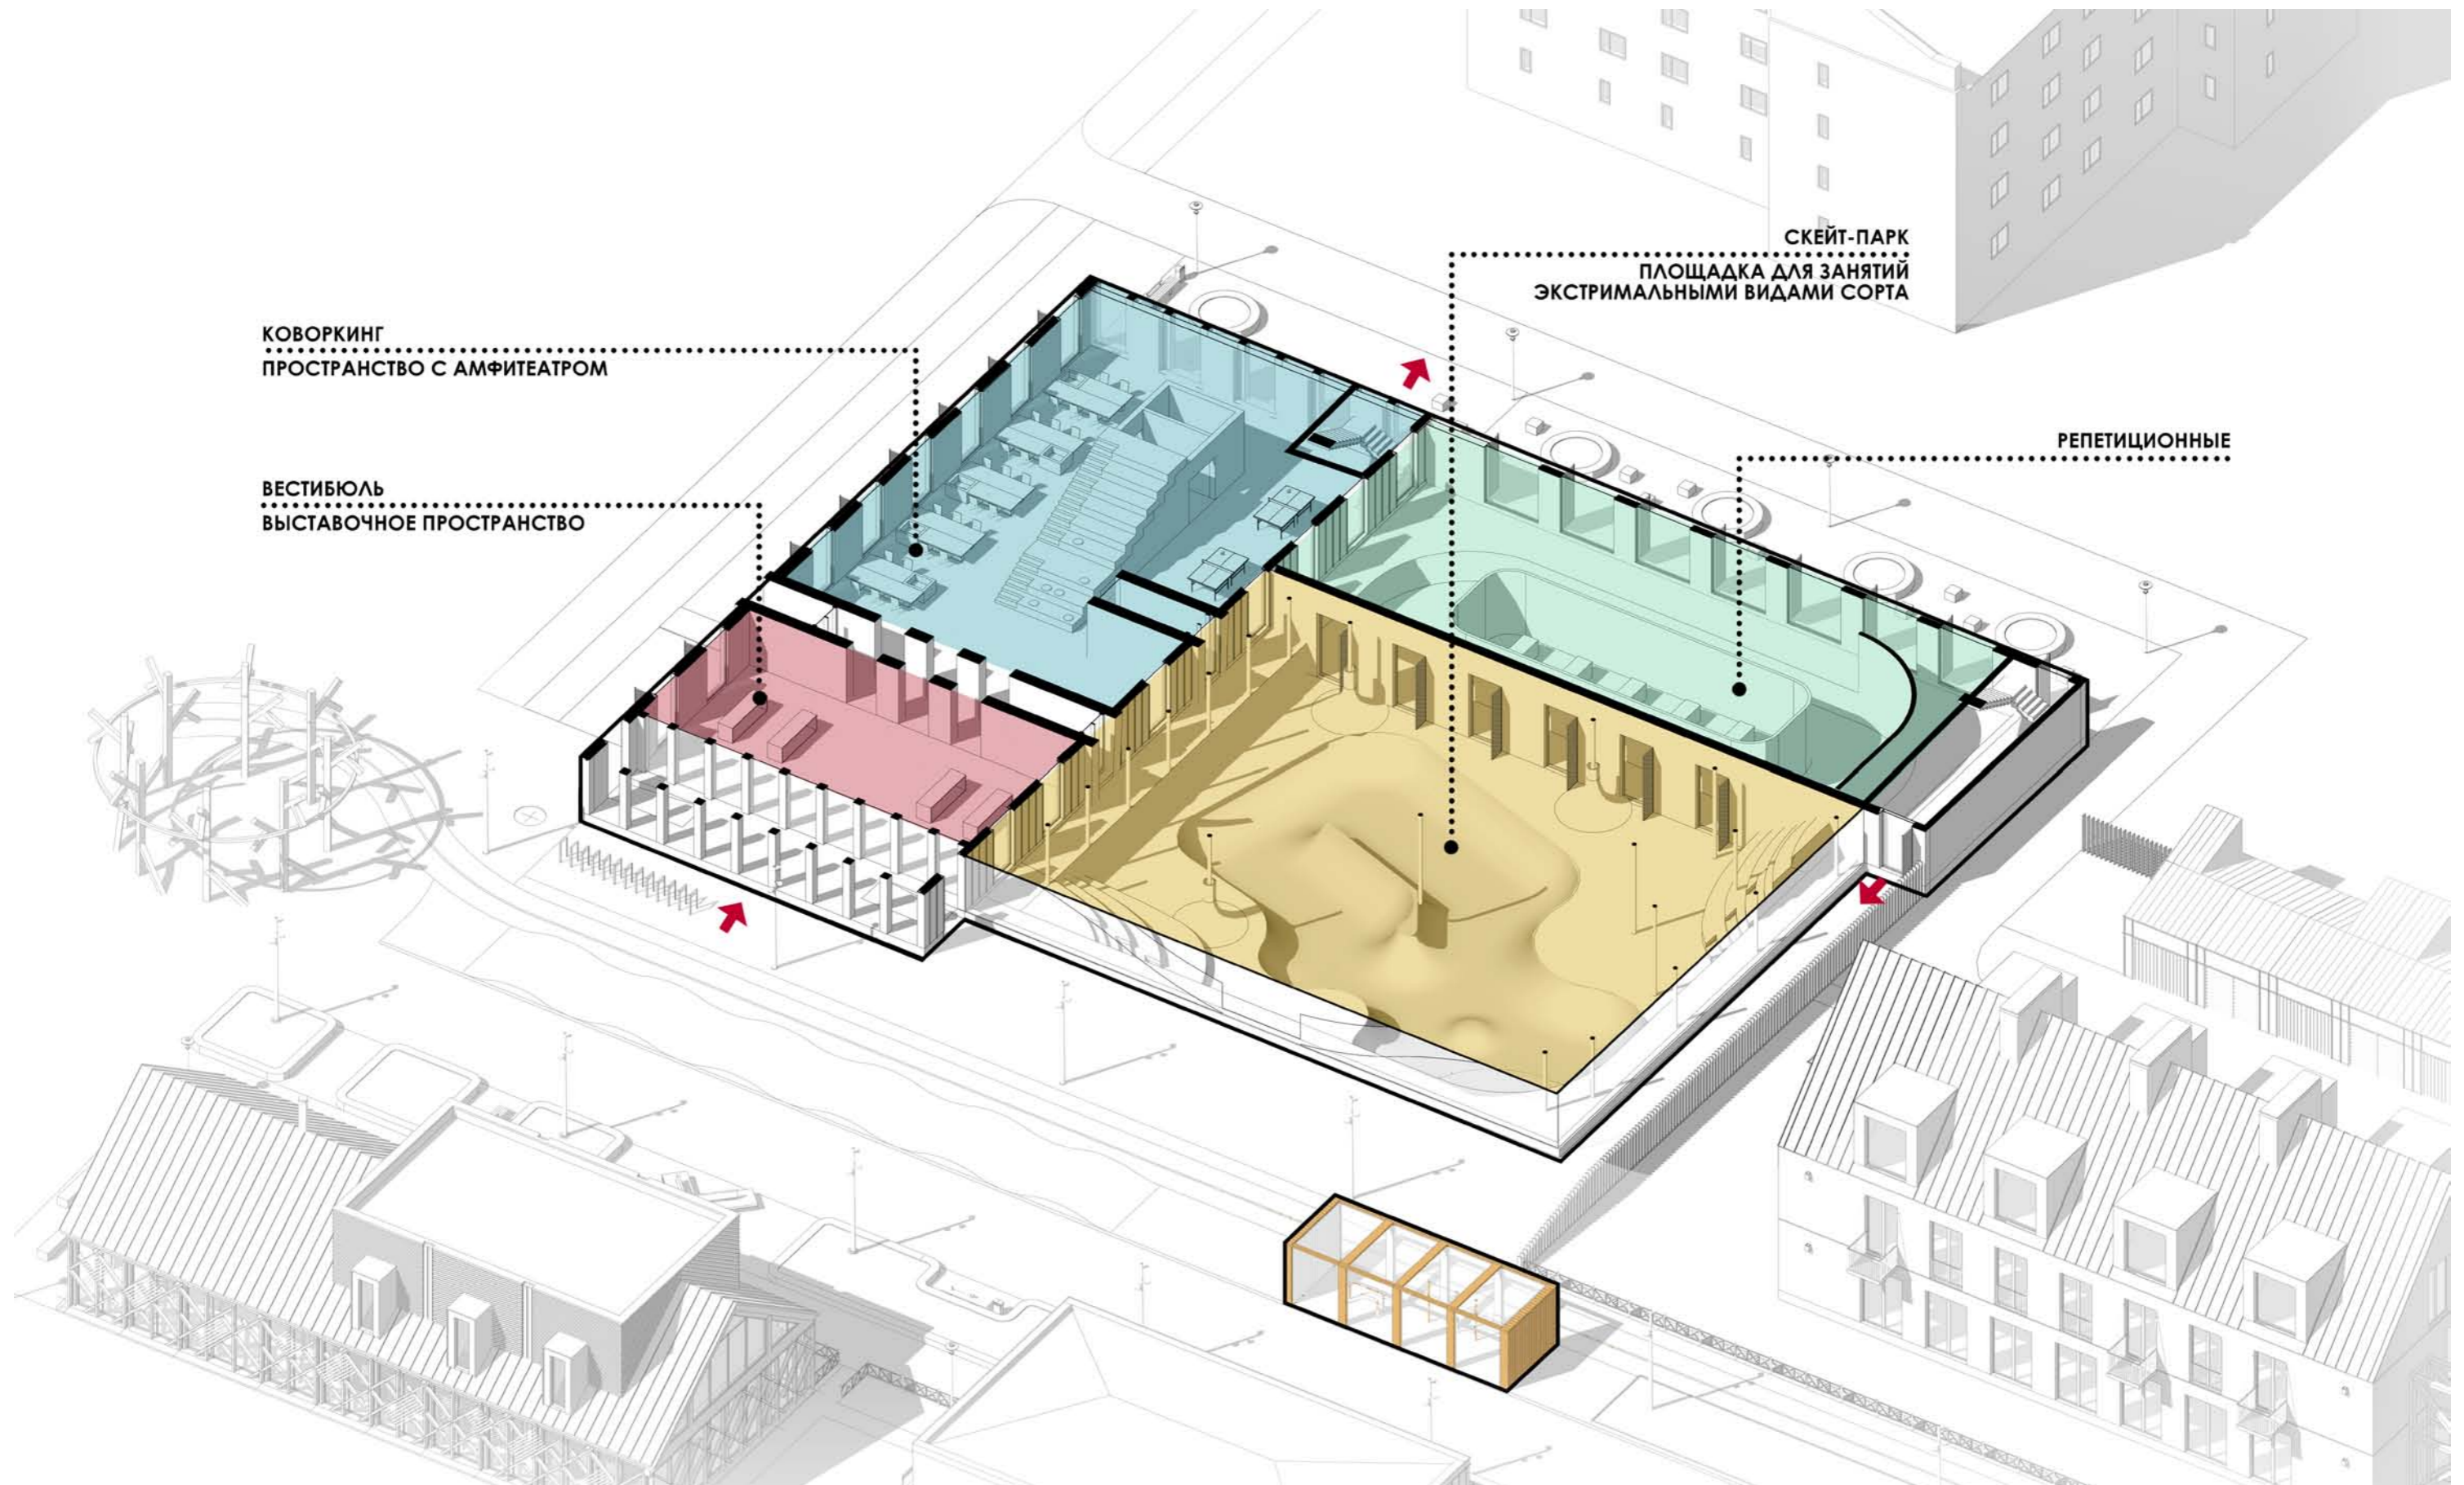 СКЕЙТ-ПАРК
ПЛОЩАДКА ДЛЯ ЗАНЯТИЙ
ЭКСТРИМАЛЬНЫМИ ВИДАМИ СОРТА
КОВОРКИНГ
ПРОСТРАНСТВО С АМФИТЕАТРОМ
РЕПЕТИЦИОННЫЕ
ВЕСТИБЮЛЬ
ВЫСТАВОЧНОЕ ПРОСТРАНСТВО